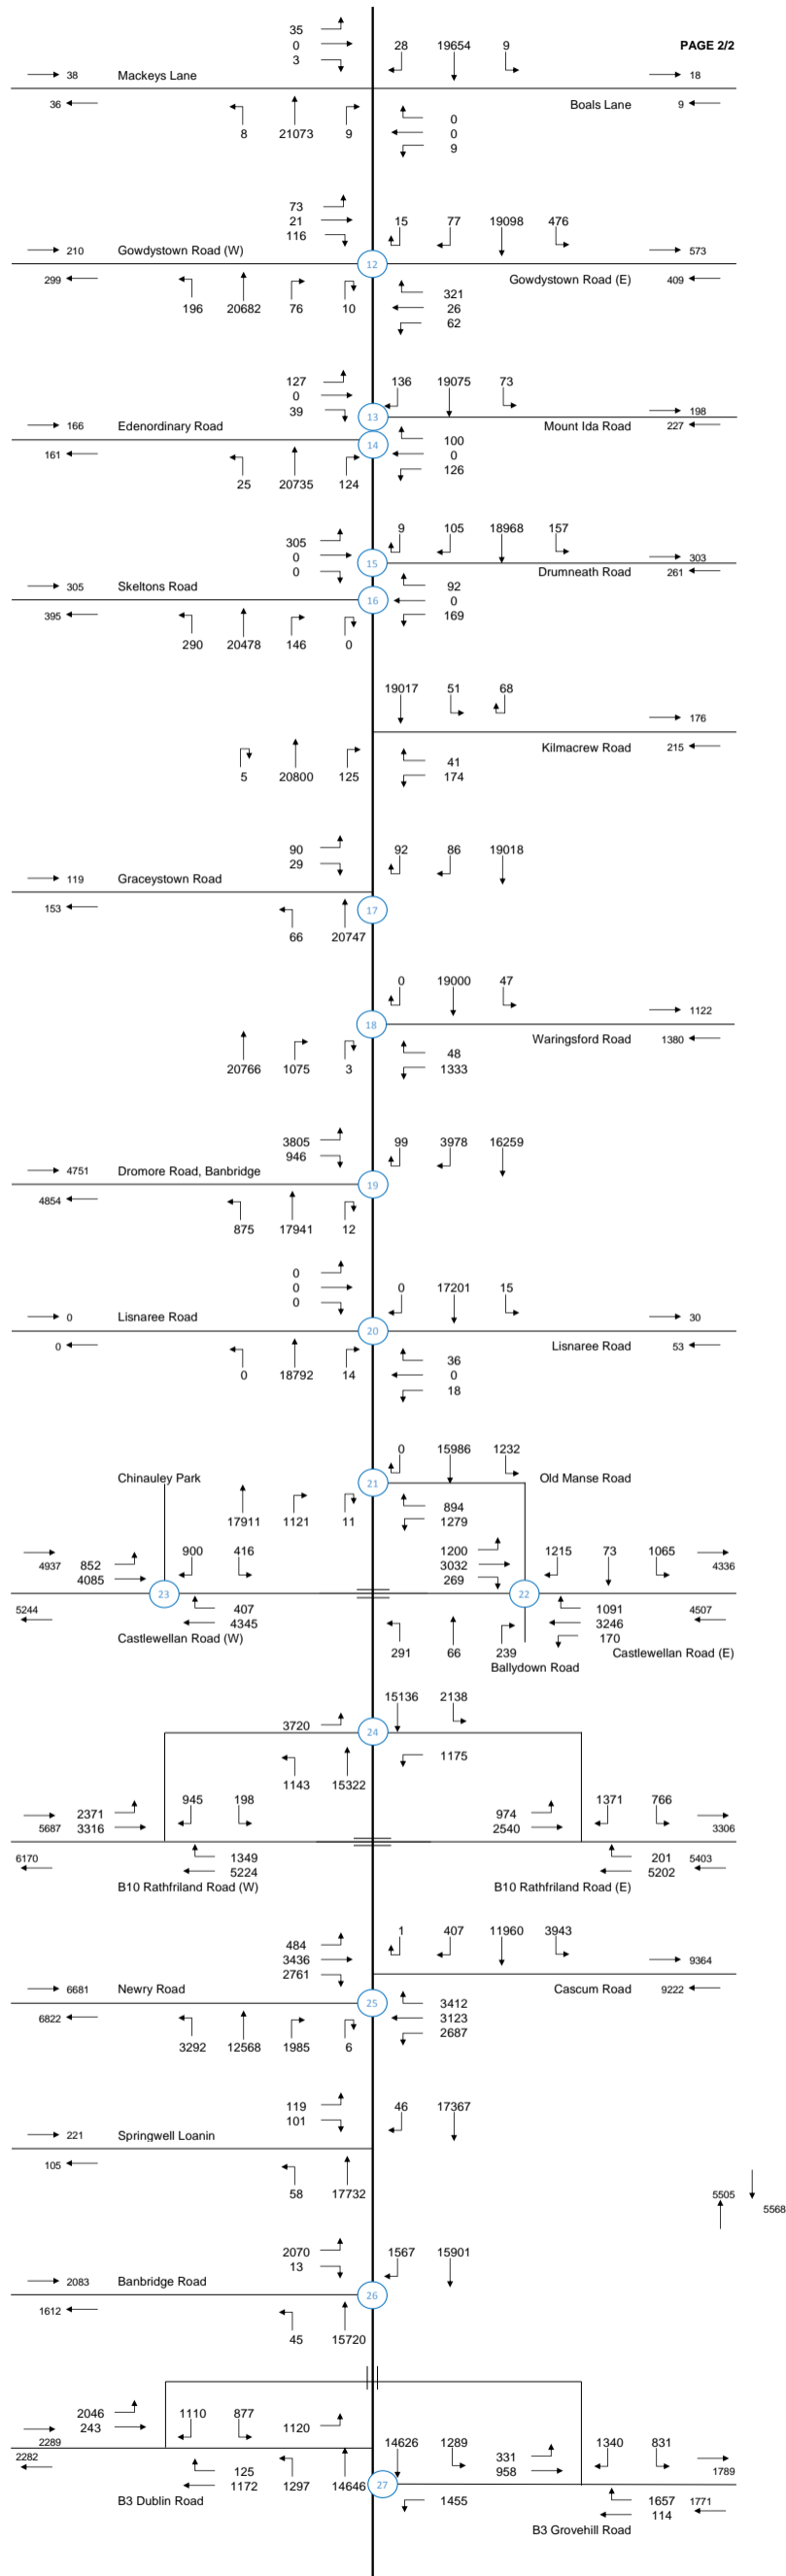 35
0
3
28 19654 9
PAGE 2/2
38 Mackeys Lane
18
36
Boals Lane 9
8 21073 9
0
0
9
73
21
116
15 77 19098 476
210 Gowdystown Road (W)
573
12
299
Gowdystown Road (E) 409
196 20682 76 10
321
26
62
127
0
39
136 19075 73
198
13
166 Edenordinary Road
Mount Ida Road 227
14
161
25 20735 124
100
0
126
305
0
0
9 105 18968 157
303
15
Drumneath Road 261
305 Skeltons Road
16
395
290 20478 146 0
92
0
169
19017 51 68
176
Kilmacrew Road 215
5 20800 125
41
174
90
29
92 86 19018
119 Graceystown Road
153
17
66 20747
0 19000 47
1122
18
Waringsford Road 1380
20766 1075 3
48
1333
3805
946
99 3978 16259
4751 Dromore Road, Banbridge
19
4854
875 17941 12
0
0
0
0 17201 15
0 Lisnaree Road
30
20
0
Lisnaree Road 53
0 18792 14
36
0
18
0 15986 1232
Chinauley Park
21
Old Manse Road
17911 1121 11
894
1279
4937
852
4085
900 416
1200
3032
269
1215 73 1065
4336
23
22
5244
407
4345
1091
3246
170
4507
Castlewellan Road (W)
291 66 239
Castlewellan Road (E)
Ballydown Road
15136 2138
3720
24
1143 15322
1175
5687
2371
3316
945 198
974
2540
1371 766
3306
6170
1349
5224
201
5202
5403
B10 Rathfriland Road (W)
B10 Rathfriland Road (E)
484
3436
2761
1 407 11960 3943
9364
6681 Newry Road
Cascum Road 9222
25
6822
3292 12568 1985 6
3412
3123
2687
119
101
46 17367
221 Springwell Loanin
105
58 17732
5505
5568
2070
13
1567 15901
2083 Banbridge Road
26
1612
45 15720
2046
243
1110 877
1120
14626 1289
331
958
1340 831
2289
2282
1789
27
125
1172
1297 14646
1455
1657
114
1771
B3 Dublin Road
B3 Grovehill Road